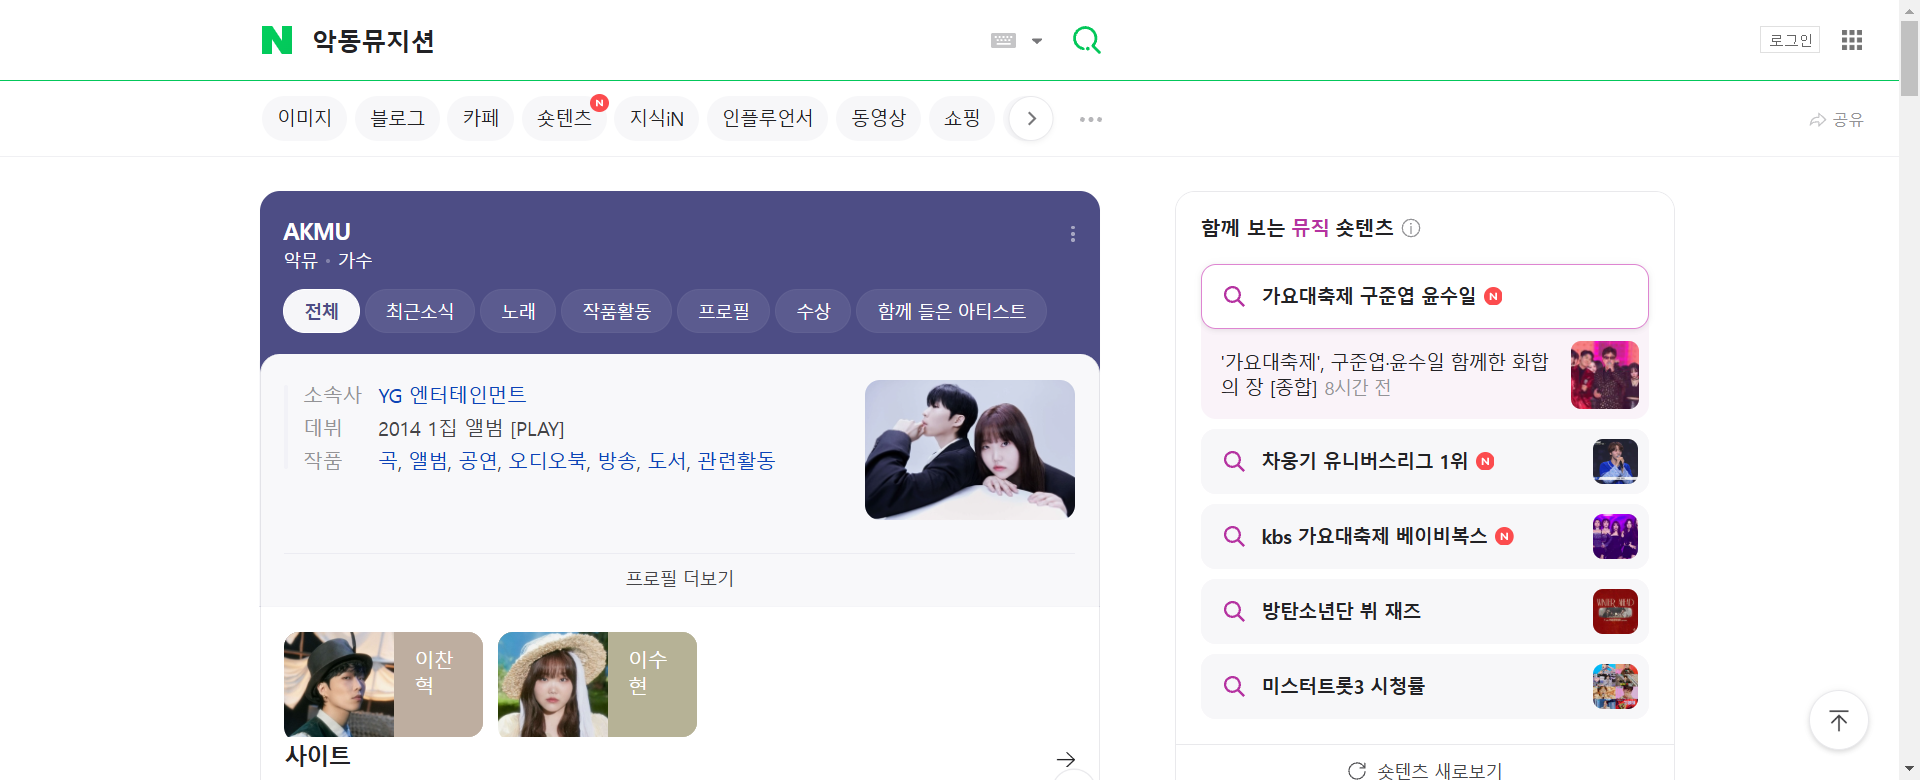 악동뮤지션
로그인
이미지
블로그
카페
숏텐츠
지식iN
인플루언서
동영상
쇼핑
공유
AKMU
악뮤 · 가수
전체
최근소식
노래
작품활동
프로필
수상
함께 들은 아티스트
소속사 YG 엔터테인먼트
데뷔 2014 1집 앨범 [PLAY]
작품 곡, 앨범, 공연, 오디오북, 방송, 도서, 관련활동
프로필 더보기
이찬
혁
이수
현
사이트
함께 보는 뮤직 숏텐츠
가요대축제 구준엽 윤수일 N
'가요대축제', 구준엽·윤수일 함께한 화합
의 장 [종합] 8시간 전
차웅기 유니버스리그 1위 N
kbs 가요대축제 베이비복스 N
방탄소년단 뷔 재즈
미스터트롯3 시청률
숏텐츠 새로보기